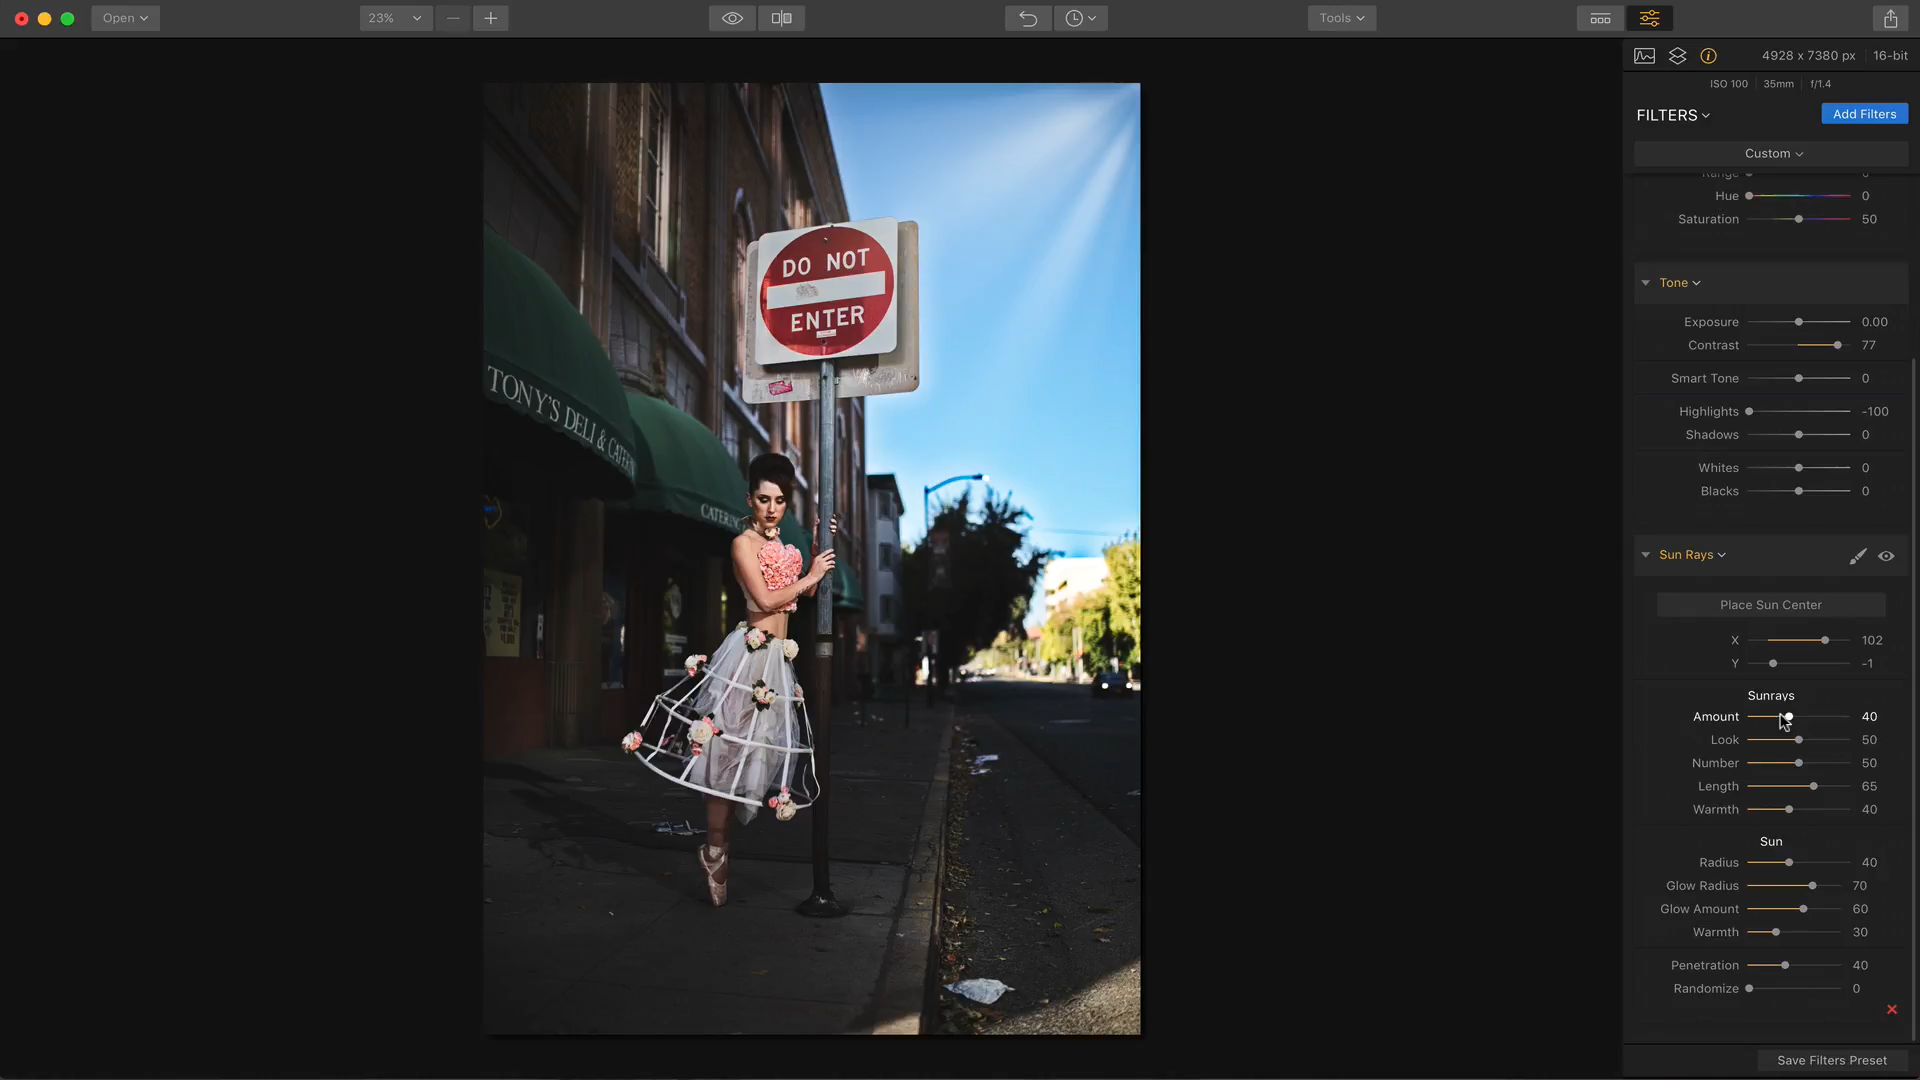 Open
23%
Tools
4928 x 7380 px
16-bit
ISO 100
35mm
f/1.4
FILTERS
Add Filters
Custom
Range 0
Hue 0
Saturation 50
Tone
Exposure 0.00
Contrast 77
Smart Tone 0
Highlights -100
Shadows 0
Whites 0
Blacks 0
Sun Rays
Place Sun Center
X 102
Y -1
Sunrays
Amount 40
Look 50
Number 50
Length 65
Warmth 40
Sun
Radius 40
Glow Radius 70
Glow Amount 60
Warmth 30
Penetration 40
Randomize 0
Save Filters Preset
DO NOT
ENTER
TONY'S DELI &